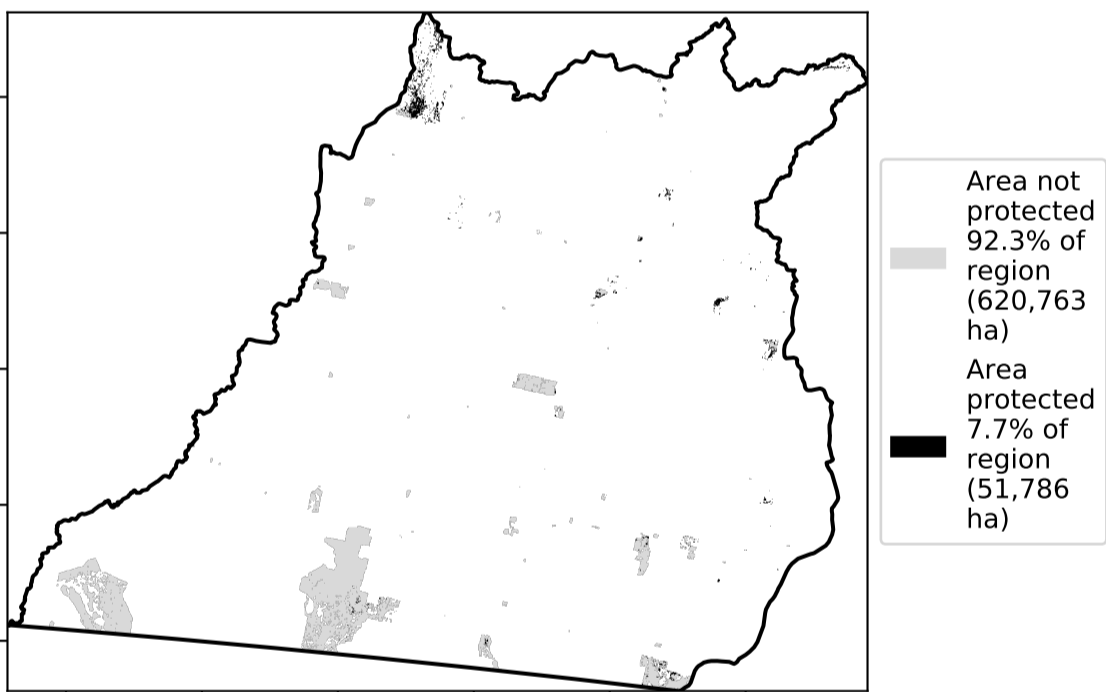 Area not
protected
92.3% of
region
(620,763
ha)
Area
protected
7.7% of
region
(51,786
ha)